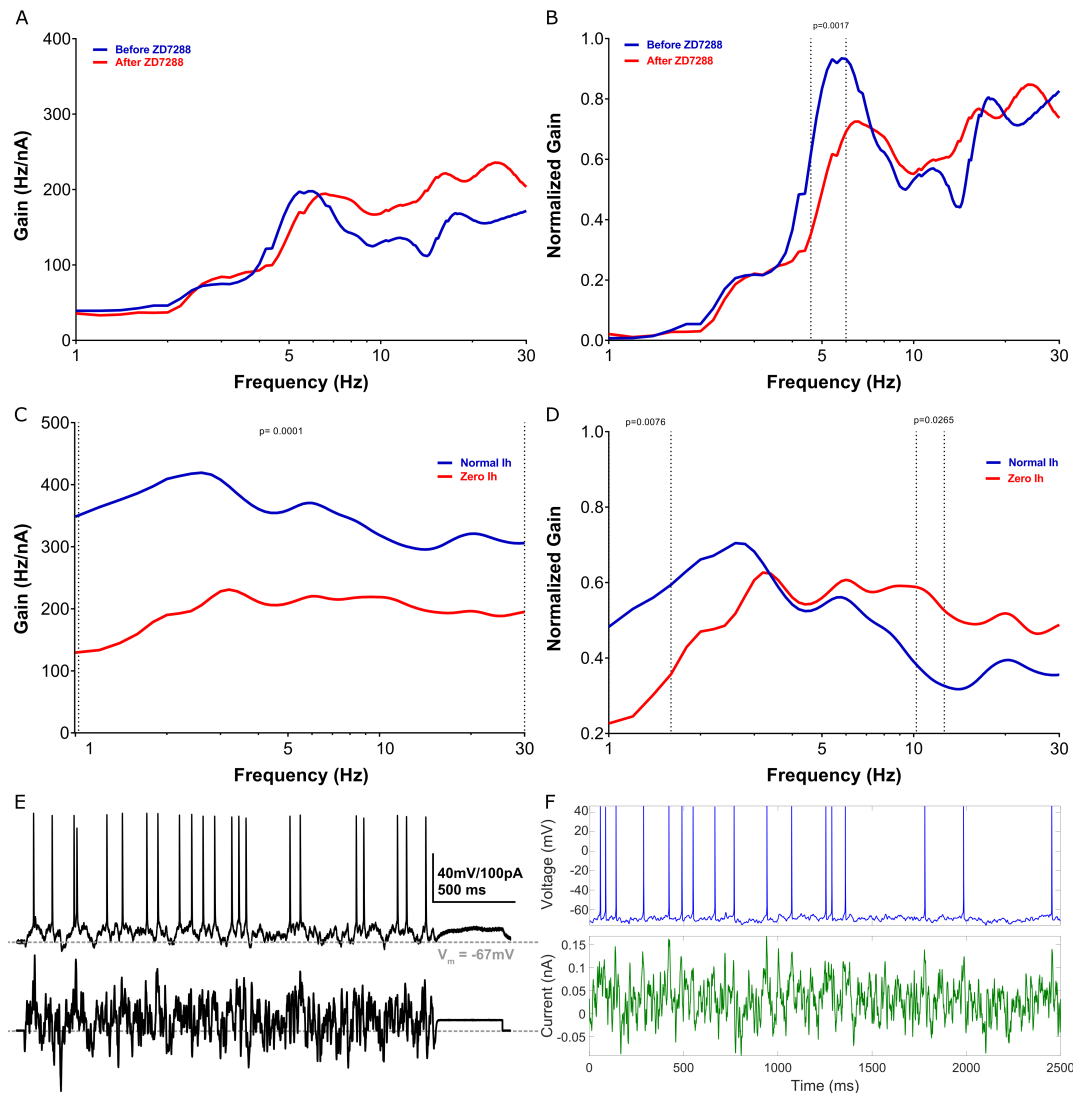 A
Before ZD7288
After ZD7288
400
300
200
100
0
Gain (Hz/nA)
1
5
10
30
Frequency (Hz)
B
p=0.0017
Before ZD7288
After ZD7288
1.0
0.8
0.6
0.4
0.2
0.0
Normalized Gain
1
5
10
30
Frequency (Hz)
C
p= 0.0001
Normal Ih
Zero Ih
500
400
300
200
100
0
Gain (Hz/nA)
1
5
10
30
Frequency (Hz)
D
p=0.0076
p=0.0265
Normal Ih
Zero Ih
1.0
0.8
0.6
0.4
0.2
Normalized Gain
1
5
10
30
Frequency (Hz)
E
40mV/100pA
500 ms
Vm = -67mV
F
40
20
0
-20
-40
-60
Voltage (mV)
0.15
0.1
0.05
0
-0.05
Current (nA)
0
500
1000
1500
2000
2500
Time (ms)